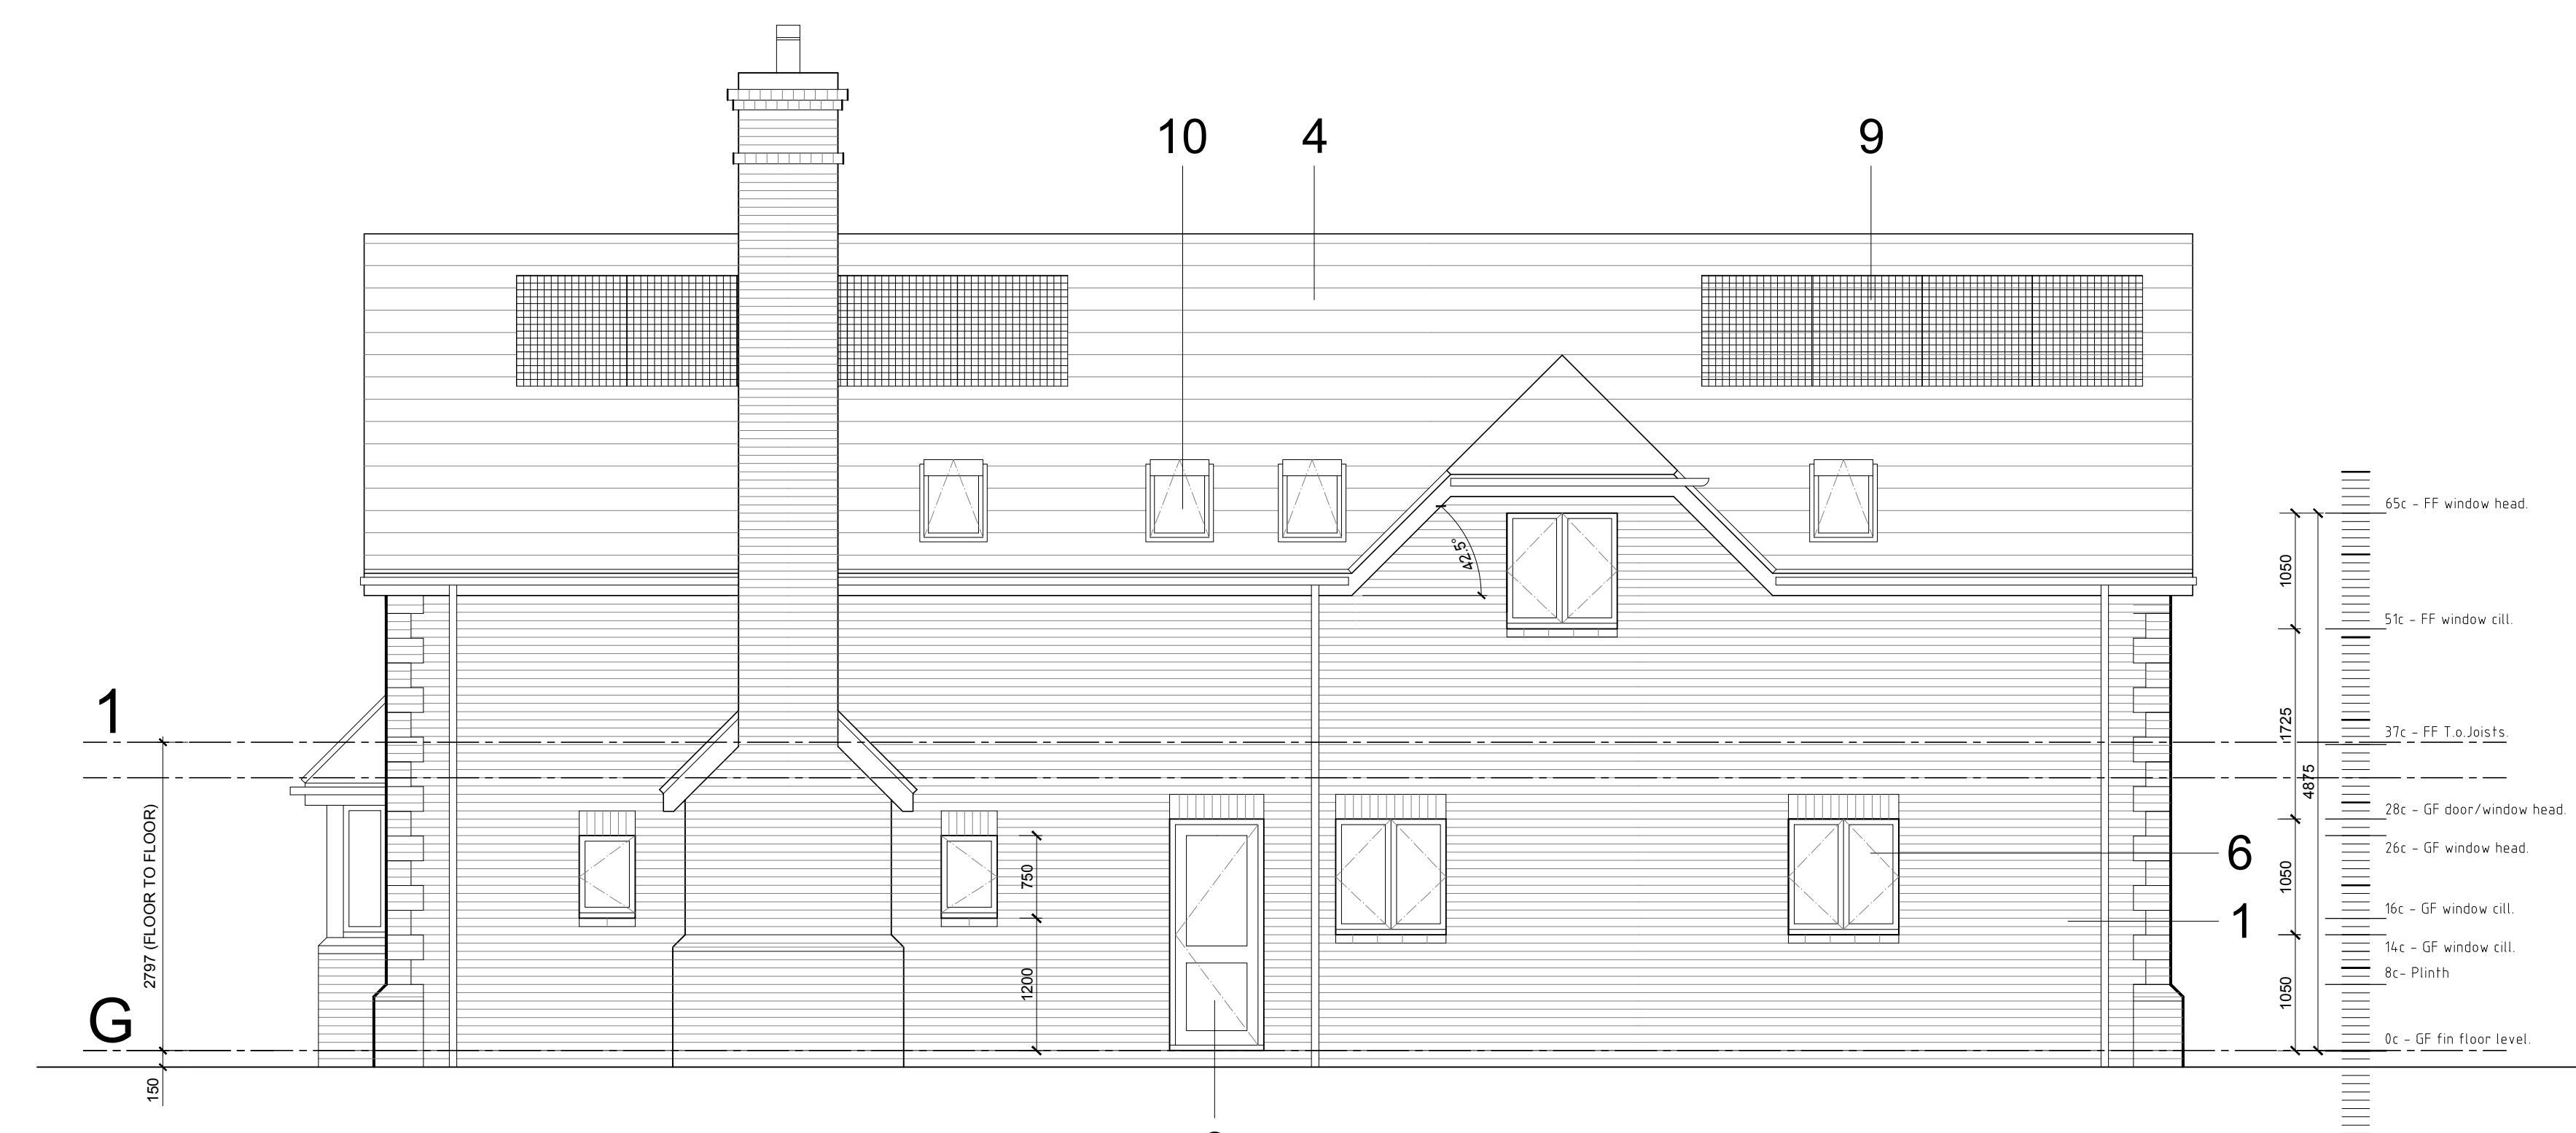 10
4
9
65c - FF window head.
1050
42.5°
51c - FF window cill.
1
1725
37c - FF T.o.Joists.
4875
28c - GF door/window head.
2797 (FLOOR TO FLOOR)
6
26c - GF window head.
750
1050
16c - GF window cill.
1
14c - GF window cill.
8c- Plinth
1200
1050
G
0c - GF fin floor level.
150